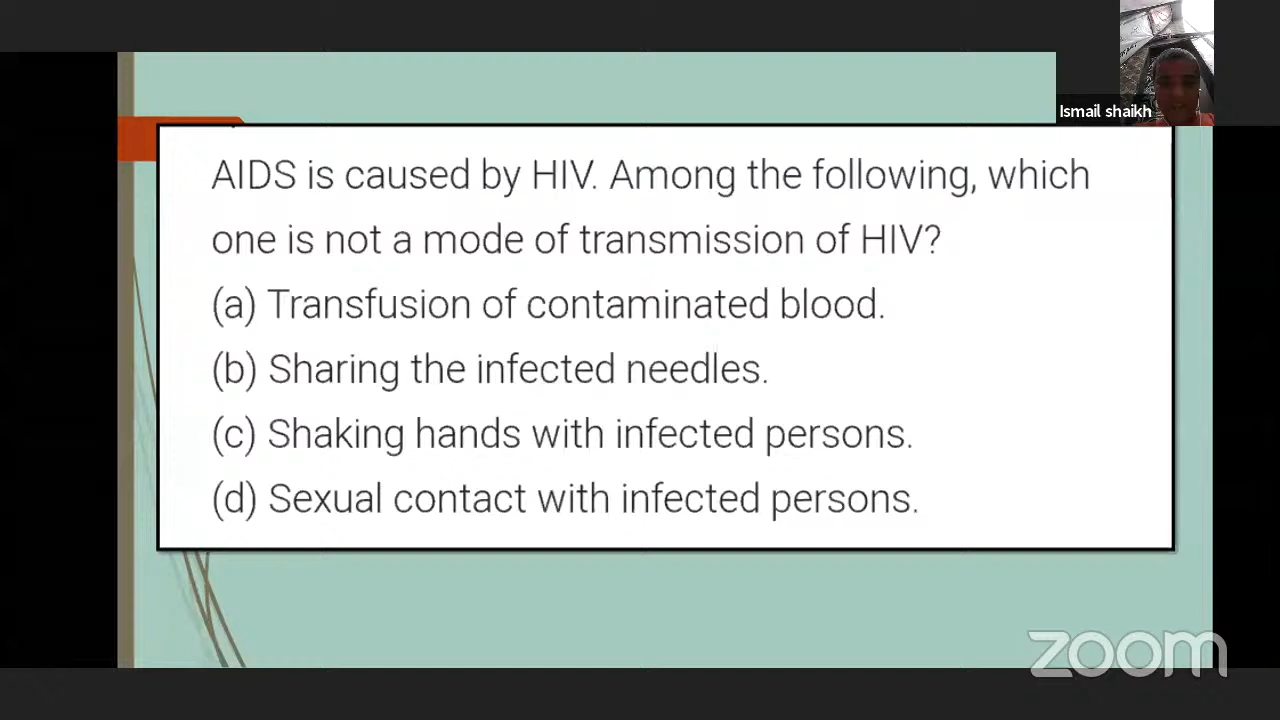 Ismail shaikh
AIDS is caused by HIV. Among the following, which
one is not a mode of transmission of HIV?
(a) Transfusion of contaminated blood.
(b) Sharing the infected needles.
(c) Shaking hands with infected persons.
(d) Sexual contact with infected persons.
zoom